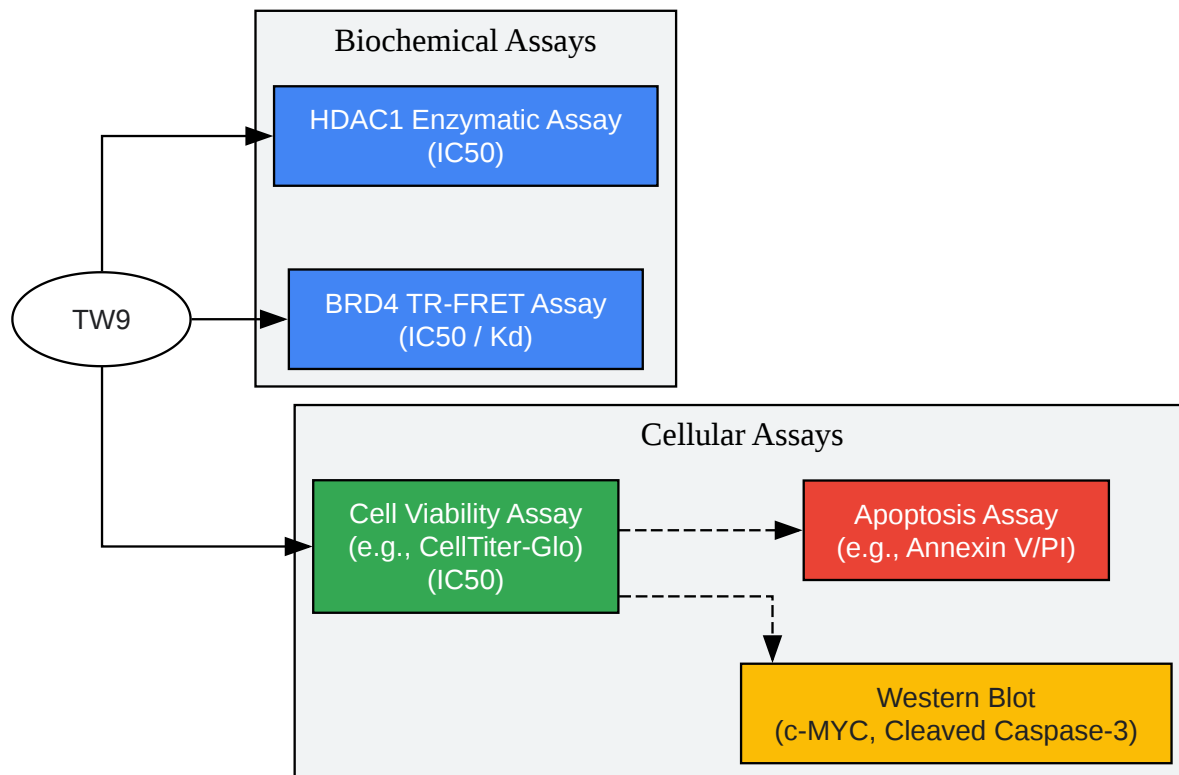 Biochemical Assays
HDAC1 Enzymatic Assay
(IC50)
TW9
BRD4 TR-FRET Assay
(IC50 / Kd)
Cellular Assays
Cell Viability Assay
(e.g., CellTiter-Glo)
(IC50)
Apoptosis Assay
(e.g., Annexin V/PI)
Western Blot
(c-MYC, Cleaved Caspase-3)